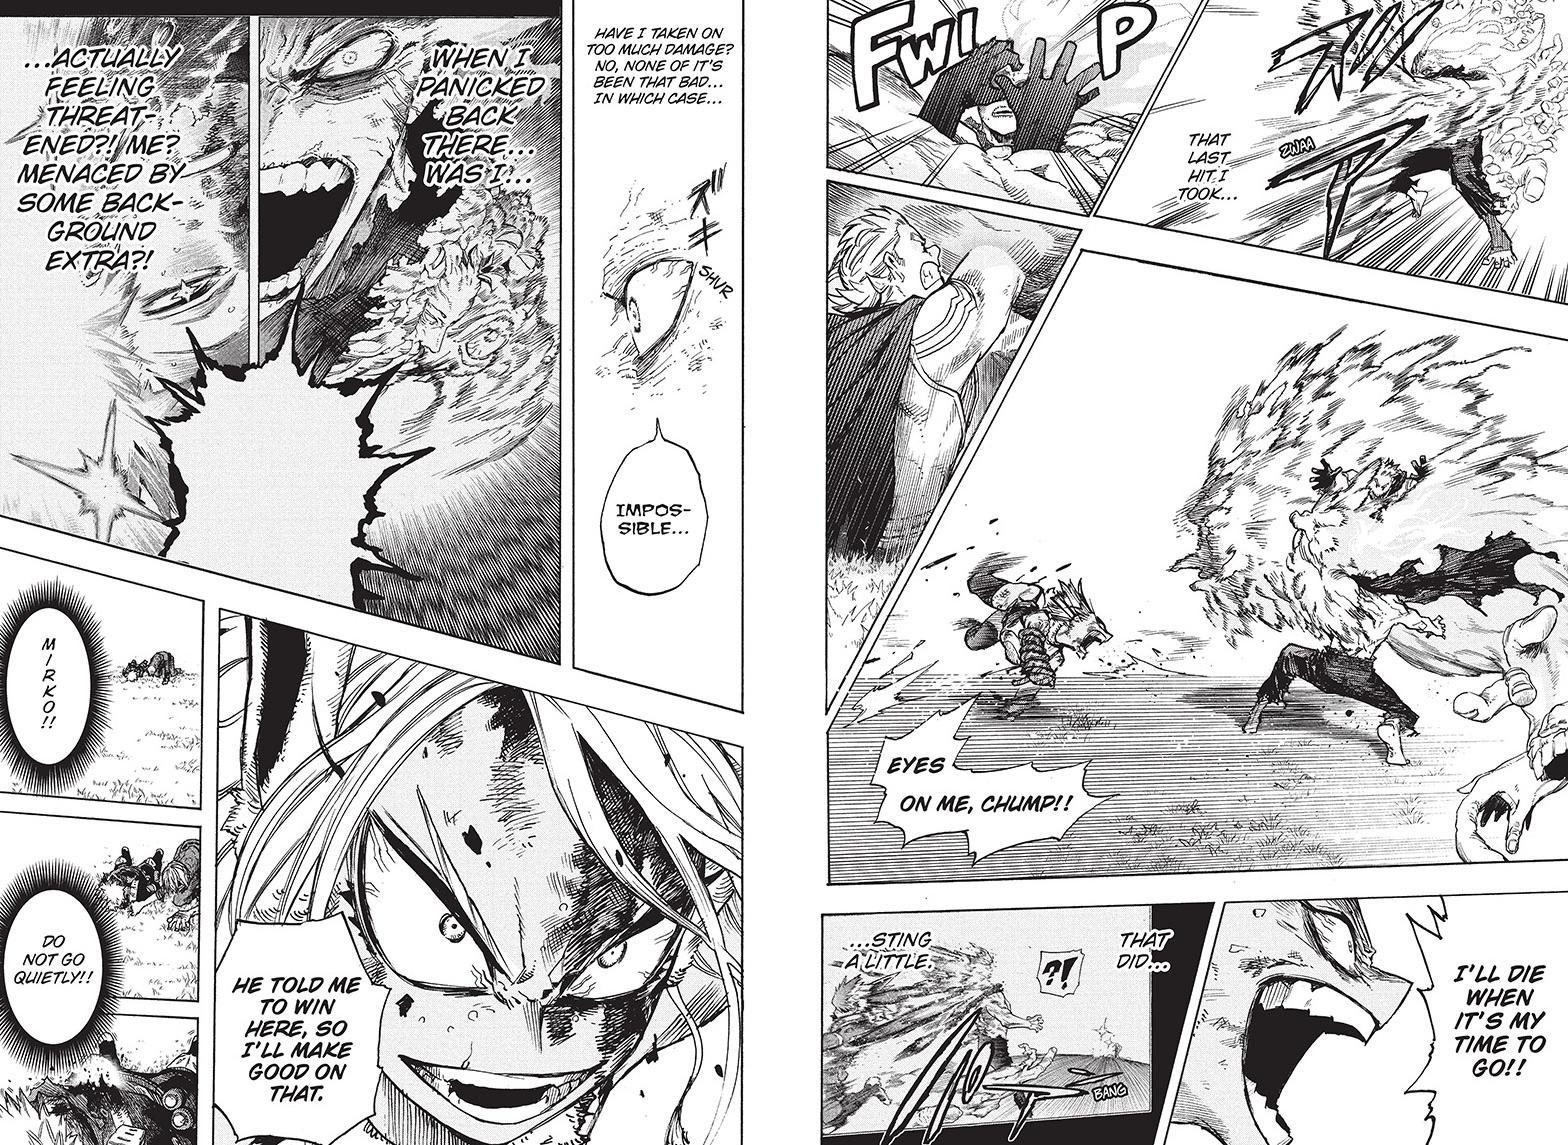 ZWAA
THAT
LAST
HIT I
TOOK...
FWIP
EYES
ON ME, CHUMP!!
I'LL DIE
WHEN
IT'S MY
TIME TO
GO!!
THAT
DID...
?!
...STING
A LITTLE.
BANG
HAVE I TAKEN ON
TOO MUCH DAMAGE?
NO, NONE OF IT'S
BEEN THAT BAD...
IN WHICH CASE...
ズキ
SHVR
IMPOS-
SIBLE...
WHEN I
PANICKED
BACK
THERE...
WAS I...
...ACTUALLY
FEELING
THREAT-
ENED?! ME?
MENACED BY
SOME BACK-
GROUND
EXTRA?!
HE TOLD ME
TO WIN
HERE, SO
I'LL MAKE
GOOD ON
THAT.
MIRKO!!
DO
NOT GO
QUIETLY!!